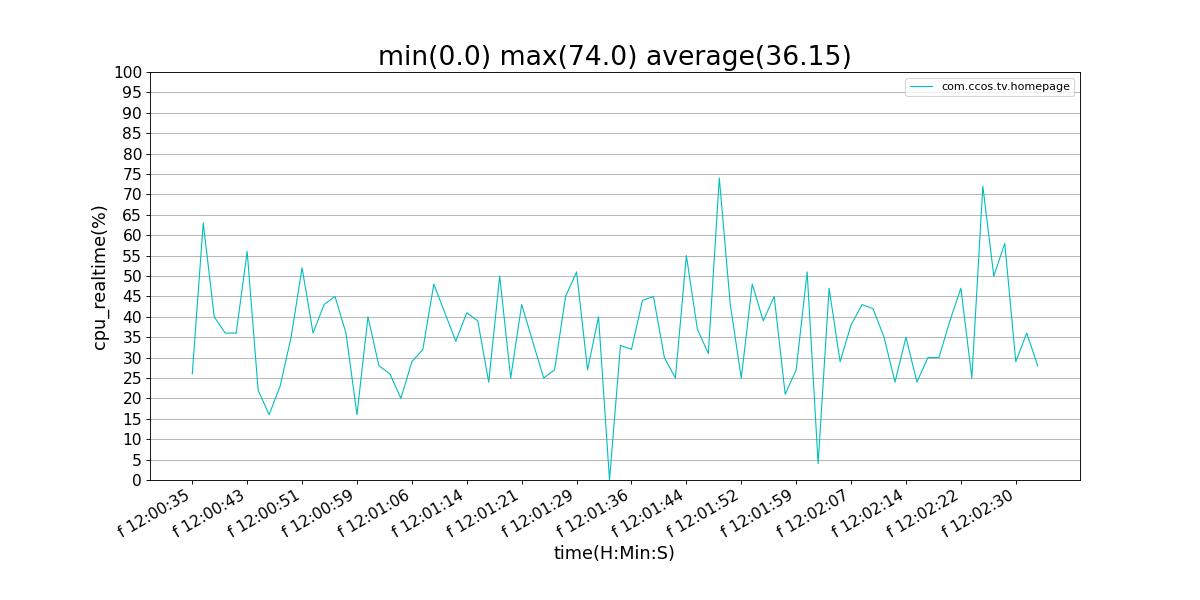 min(0.0) max(74.0) average(36.15)
com.ccos.tv.homepage
100
95
90
85
80
75
70
65
60
55
50
45
40
35
30
25
20
15
10
5
0
cpu_realtime(%)
f 12:00:35
f 12:00:43
f 12:00:51
f 12:00:59
f 12:01:06
f 12:01:14
f 12:01:21
f 12:01:29
f 12:01:36
f 12:01:44
f 12:01:52
f 12:01:59
f 12:02:07
f 12:02:14
f 12:02:22
f 12:02:30
time(H:Min:S)